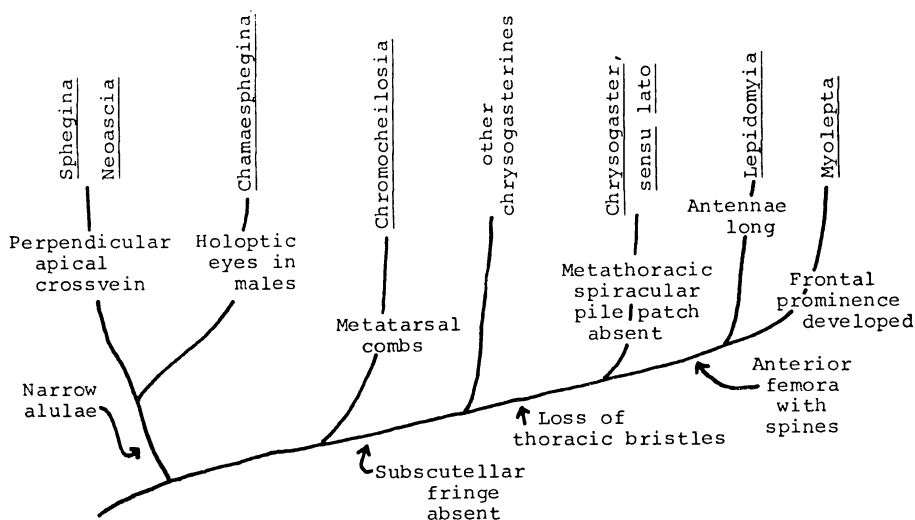 Sphegina
Neoascia
Chamaesphegina
Chromocheilosia
other
chrysogasterines
Chrysogaster,
sensu lato
Lepidomyia
Myolepta
Perpendicular
apical
crossvein
Holoptic
eyes in
males
Metatarsal
combs
Metathoracic
spiracular
pile patch
absent
Antennae
long
Frontal
prominence
developed
Narrow
alulae
Subscutellar
fringe
absent
Loss of
thoracic bristles
Anterior
femora
with
spines